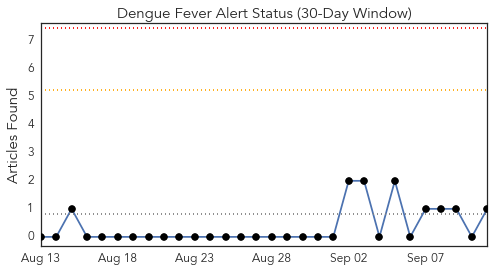 Dengue Fever Alert Status (30-Day Window)
Articles Found
7
6
5
4
3
2
1
0
Aug 13 Aug 18 Aug 23 Aug 28 Sep 02 Sep 07